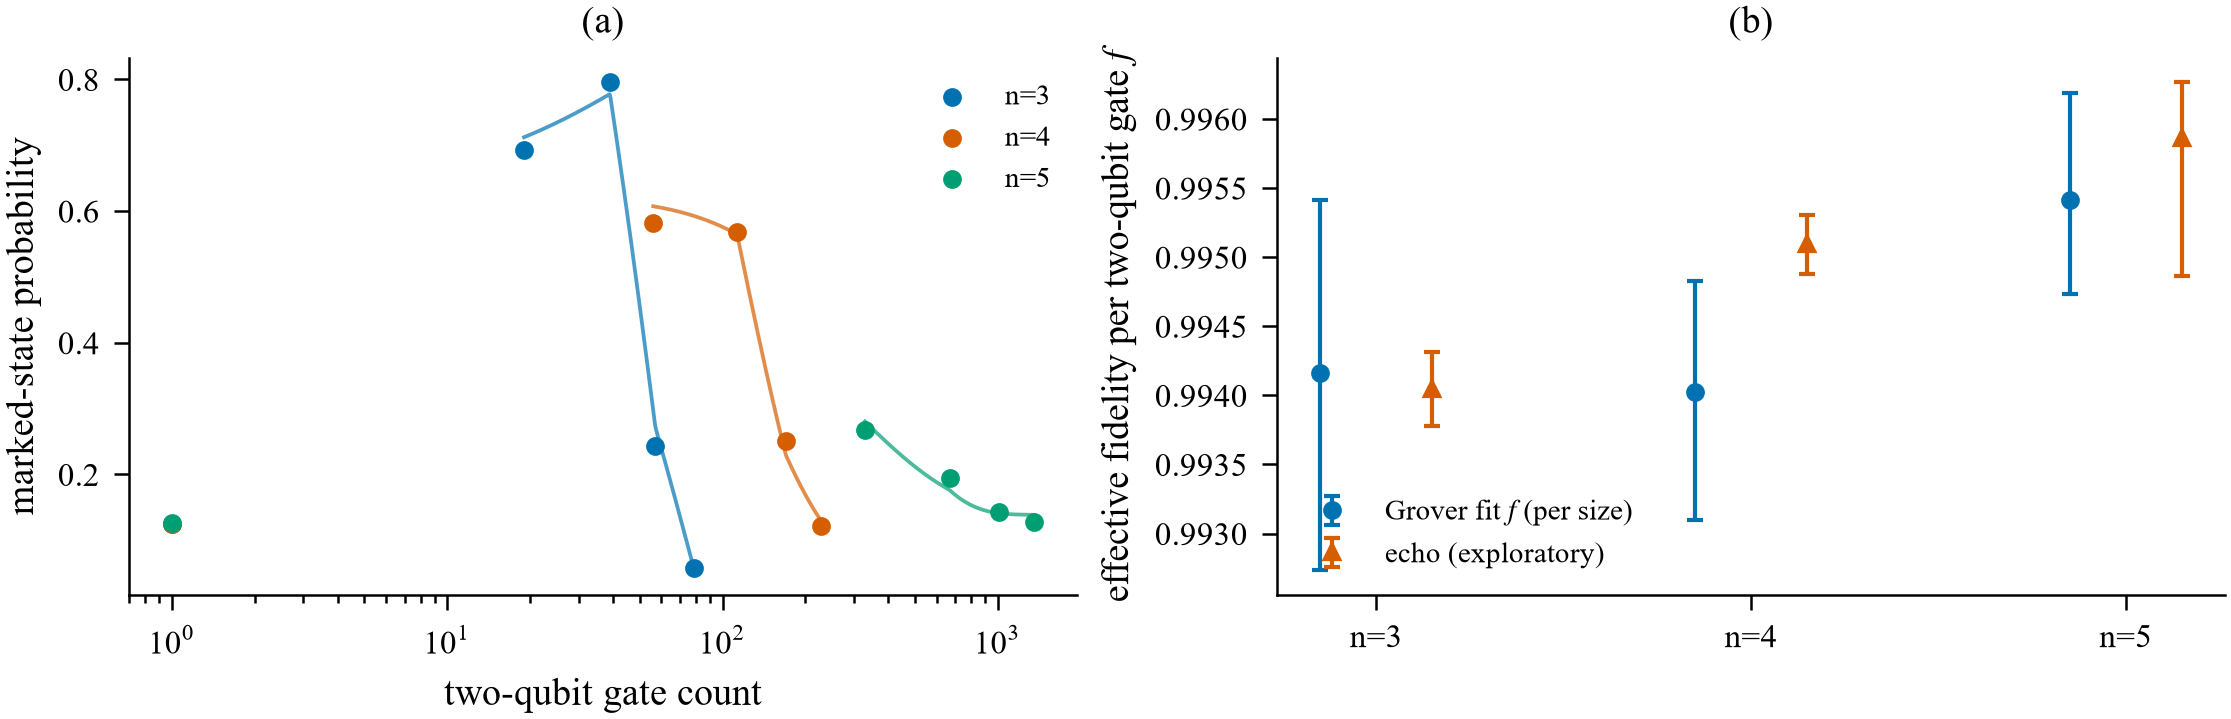 (a)
marked-state probability
0.8
0.6
0.4
0.2
n=3
n=4
n=5
10⁰
10¹
10²
10³
two-qubit gate count
(b)
effective fidelity per two-qubit gate f
0.9960
0.9955
0.9950
0.9945
0.9940
0.9935
0.9930
Grover fit f (per size)
echo (exploratory)
n=3
n=4
n=5